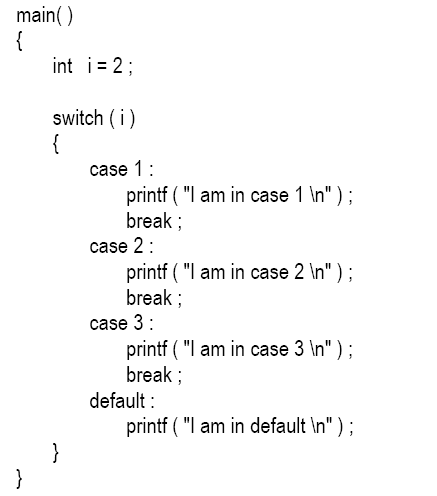 main( )
{
int i = 2 ;
switch ( i )
{
case 1 :
printf ( "I am in case 1 \n" ) ;
break ;
case 2 :
printf ( "I am in case 2 \n" ) ;
break ;
case 3 :
printf ( "I am in case 3 \n" ) ;
break ;
default :
printf ( "I am in default \n" ) ;
}
}